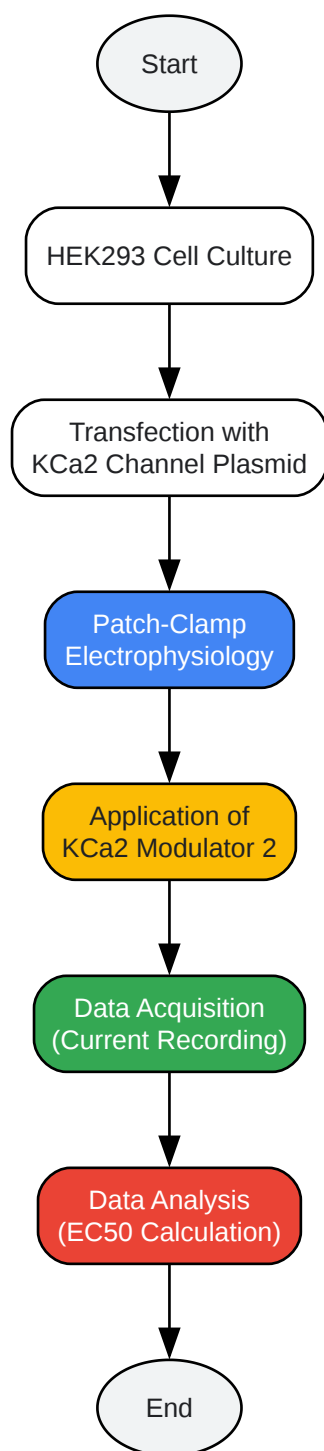 Start
HEK293 Cell Culture
Transfection with
KCa2 Channel Plasmid
Patch-Clamp
Electrophysiology
Application of
KCa2 Modulator 2
Data Acquisition
(Current Recording)
Data Analysis
(EC50 Calculation)
End